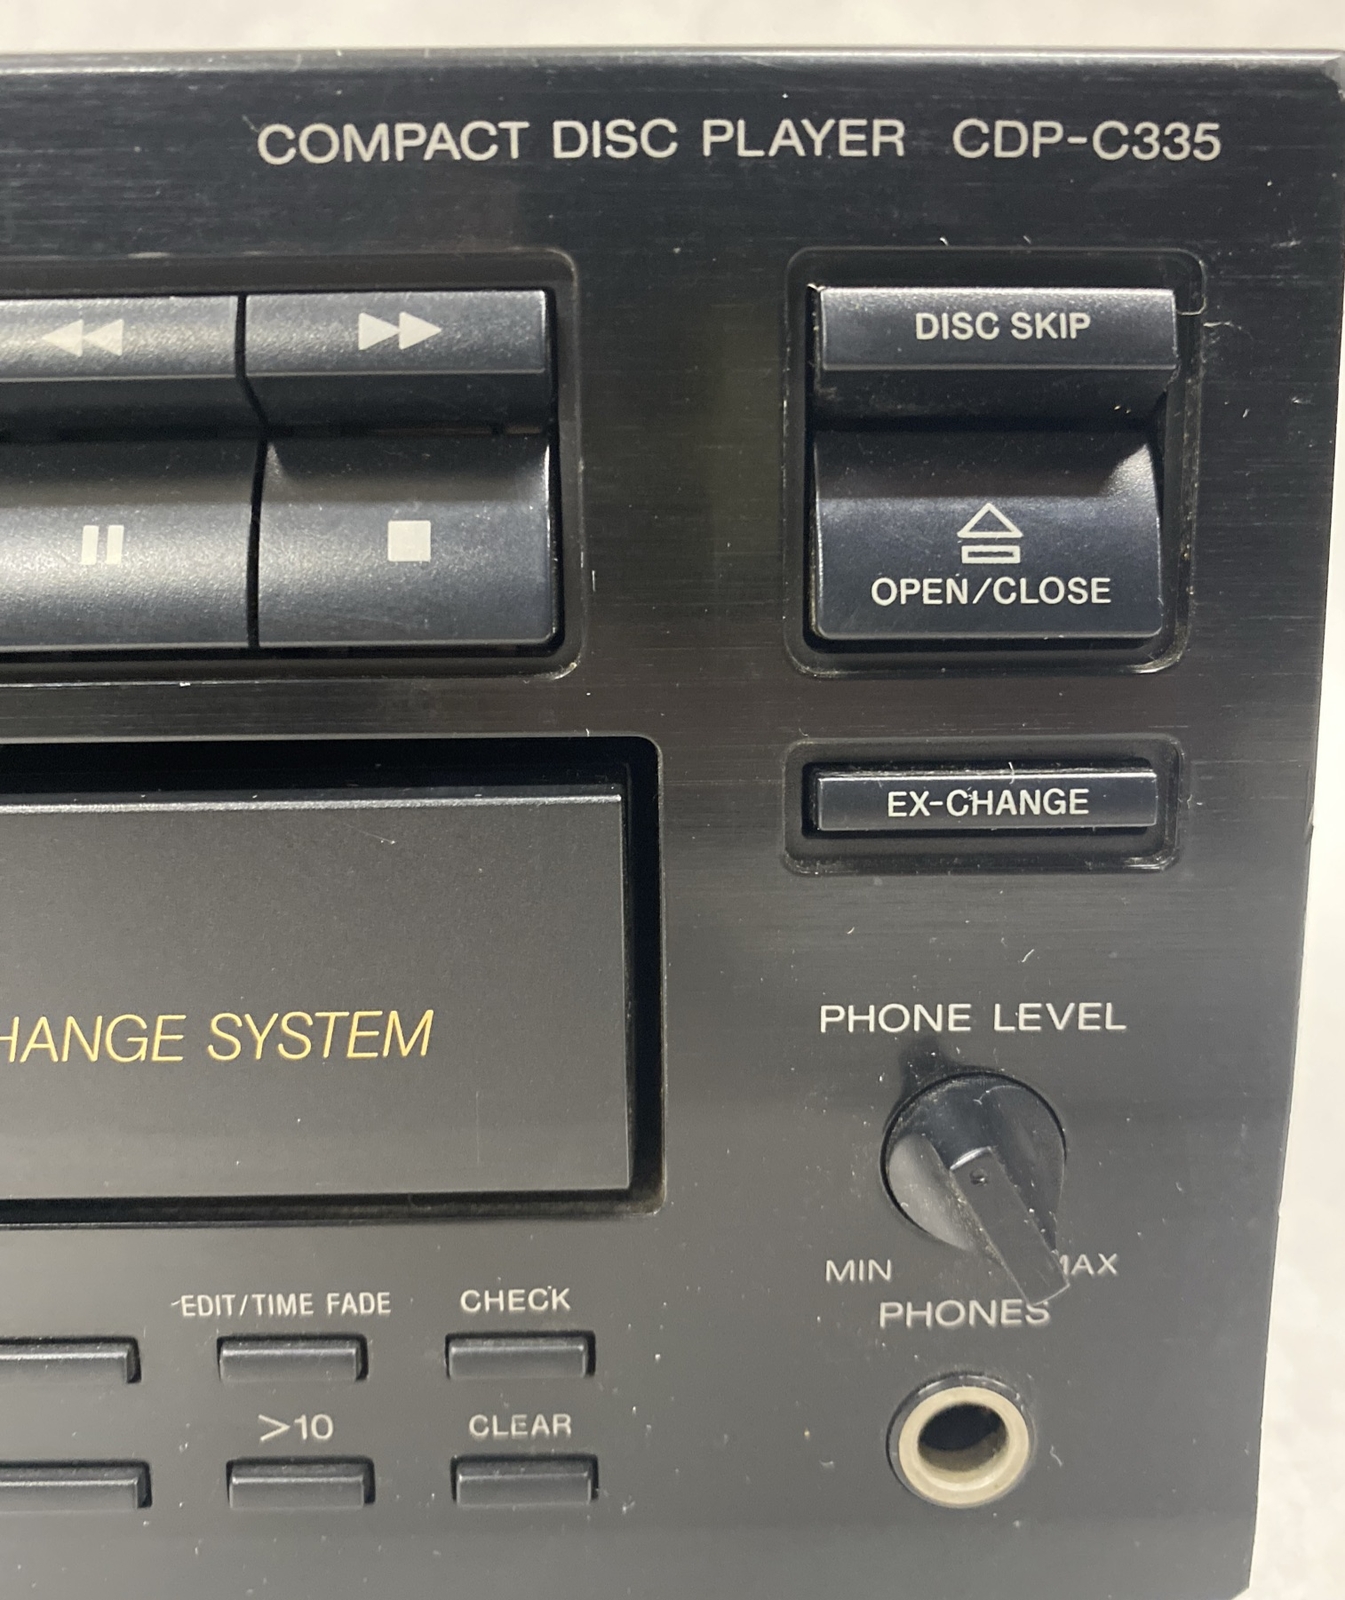 COMPACT DISC PLAYER CDP-C335
DISC SKIP
OPEN/CLOSE
EX-CHANGE
HANGE SYSTEM
PHONE LEVEL
MIN MAX
PHONES
EDIT/TIME FADE CHECK
>10 CLEAR